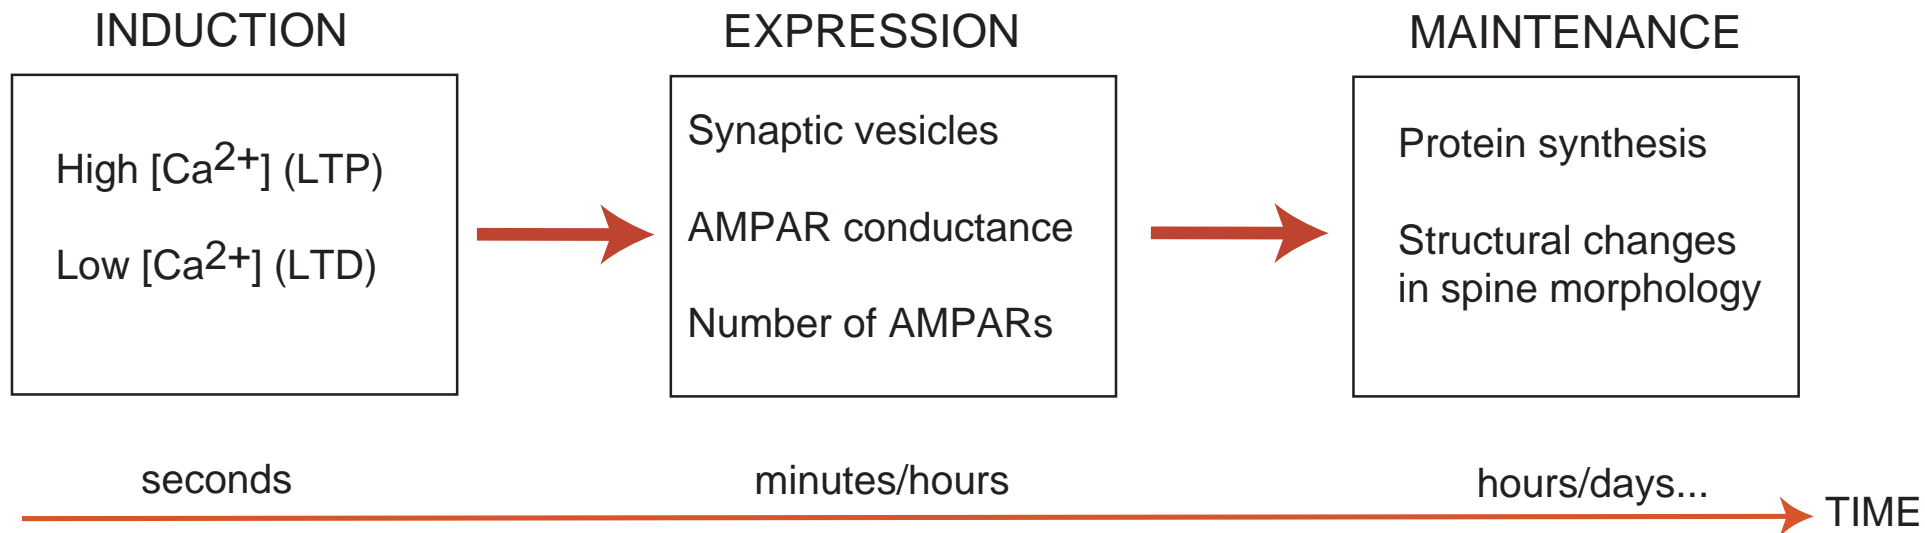 INDUCTION
High [Ca2+] (LTP)
Low [Ca2+] (LTD)
EXPRESSION
Synaptic vesicles
AMPAR conductance
Number of AMPARs
MAINTENANCE
Protein synthesis
Structural changes
in spine morphology
seconds
minutes/hours
hours/days...
TIME